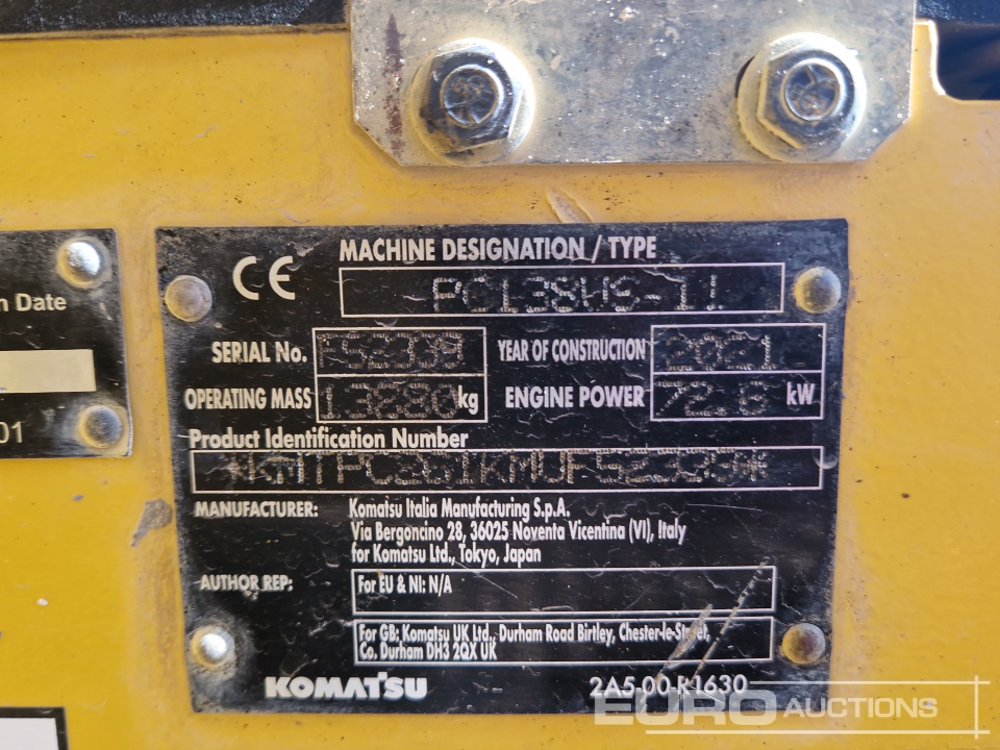 n Date
01
CE
MACHINE DESIGNATION / TYPE
PC138US-11
SERIAL No.
YEAR OF CONSTRUCTION
2021
OPERATING MASS
kg
ENGINE POWER
72.6 kW
Product Identification Number
MANUFACTURER:
Komatsu Italia Manufacturing S.p.A.
Via Bergoncino 28, 36025 Noventa Vicentina (VI), Italy
for Komatsu Ltd., Tokyo, Japan
AUTHOR REP:
For EU & NI: N/A
For GB: Komatsu UK Ltd., Durham Road Birtley, Chester-le-Street,
Co. Durham DH3 2QX UK
KOMATSU
2A5-00-R1630
EURO AUCTIONS